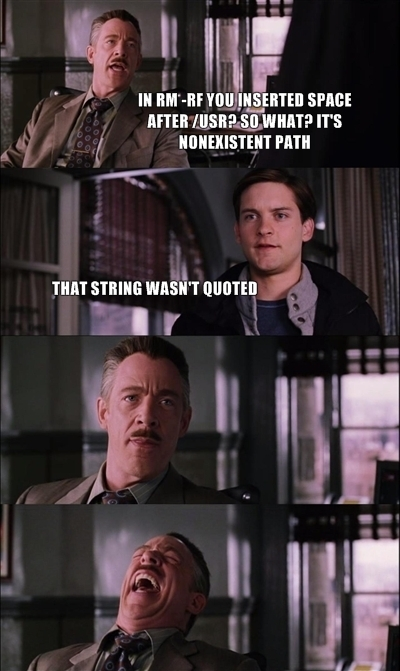 IN RM -RF YOU INSERTED SPACE
AFTER /USR? SO WHAT? IT'S
NONEXISTENT PATH
THAT STRING WASN'T QUOTED